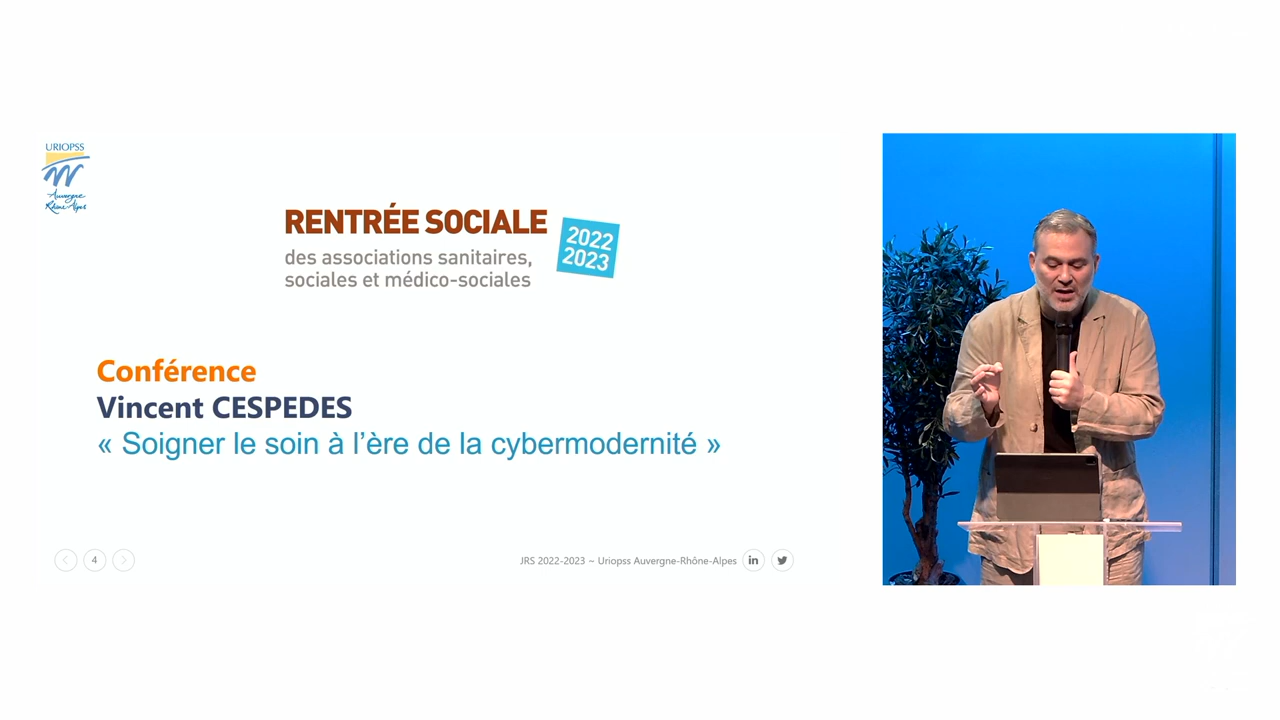 URIOPSS
Auvergne
Rhône-Alpes
RENTRÉE SOCIALE
2022
2023
des associations sanitaires,
sociales et médico-sociales
Conférence
Vincent CESPEDES
« Soigner le soin à l'ère de la cybermodernité »
4
JRS 2022-2023 ~ Uriopss Auvergne-Rhône-Alpes
in